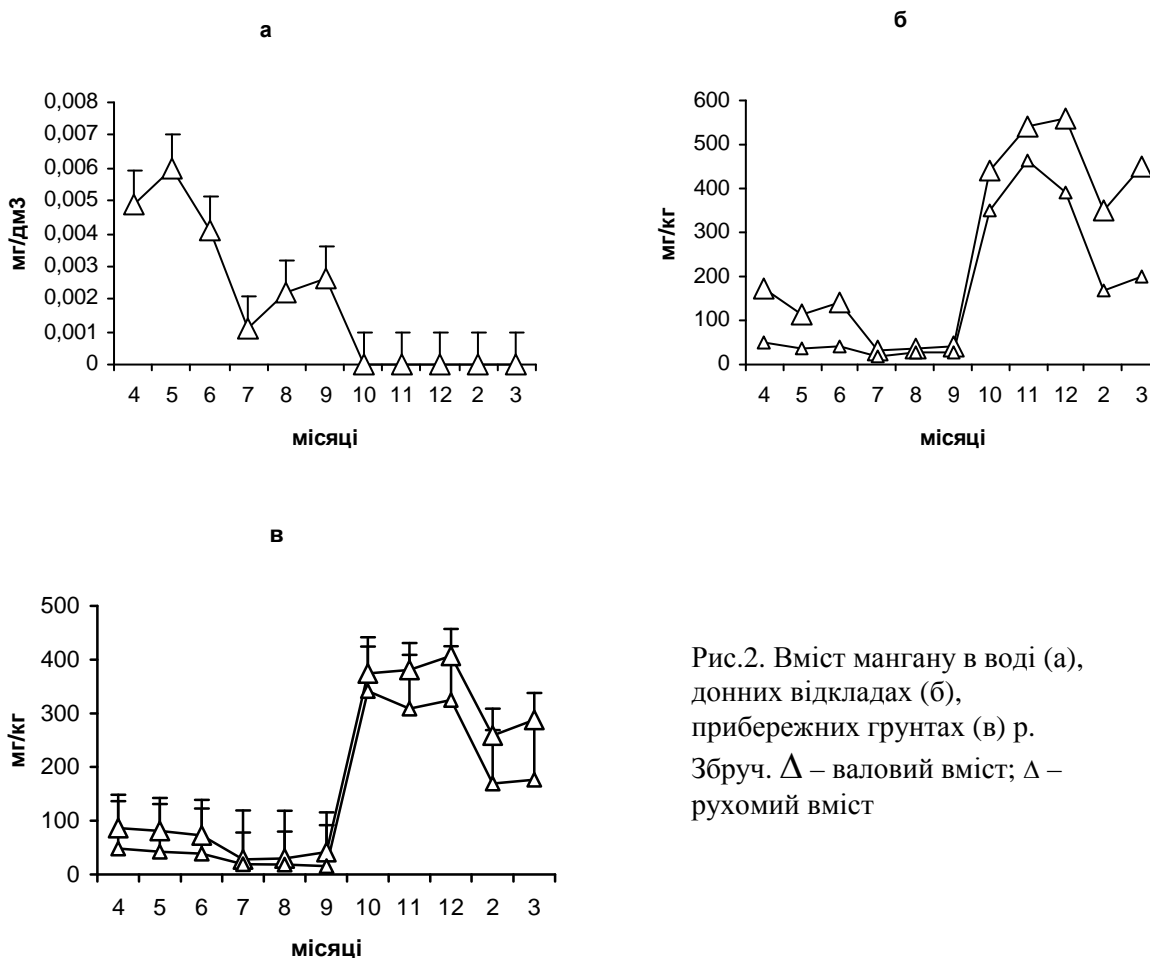 а
0,008
0,007
0,006
0,005
0,004
0,003
0,002
0,001
0
мг/дм3
4 5 6 7 8 9 10 11 12 2 3
місяці
б
600
500
400
300
200
100
0
мг/кг
4 5 6 7 8 9 10 11 12 2 3
місяці
в
500
400
300
200
100
0
мг/кг
4 5 6 7 8 9 10 11 12 2 3
місяці
Рис.2. Вміст мангану в воді (а),
донних відкладах (б),
прибережних грунтах (в) р.
Збруч. Δ – валовий вміст; Δ –
рухомий вміст